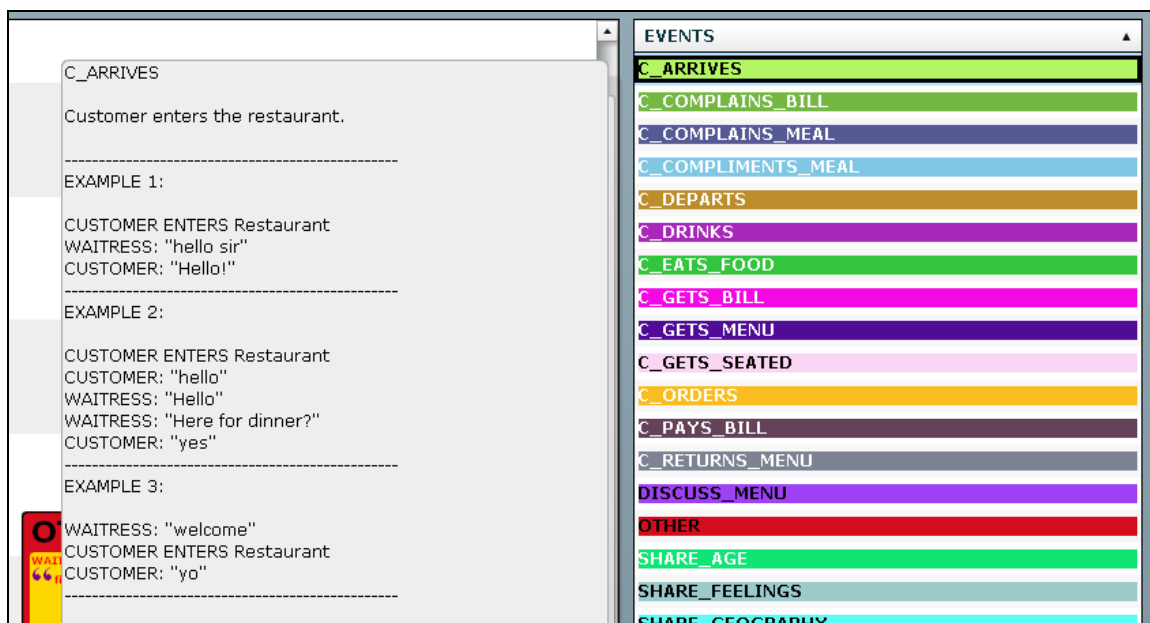 C_ARRIVES
Customer enters the restaurant.
-------------------------------------------------
EXAMPLE 1:
CUSTOMER ENTERS Restaurant
WAITRESS: "hello sir"
CUSTOMER: "Hello!"
-------------------------------------------------
EXAMPLE 2:
CUSTOMER ENTERS Restaurant
CUSTOMER: "hello"
WAITRESS: "Hello"
WAITRESS: "Here for dinner?"
CUSTOMER: "yes"
-------------------------------------------------
EXAMPLE 3:
WAITRESS: "welcome"
CUSTOMER ENTERS Restaurant
CUSTOMER: "yo"
-------------------------------------------------
EVENTS
C_ARRIVES
C_COMPLAINS_BILL
C_COMPLAINS_MEAL
C_COMPLIMENTS_MEAL
C_DEPARTS
C_DRINKS
C_EATS_FOOD
C_GETS_BILL
C_GETS_MENU
C_GETS_SEATED
C_ORDERS
C_PAYS_BILL
C_RETURNS_MENU
DISCUSS_MENU
OTHER
SHARE_AGE
SHARE_FEELINGS
SHARE_GEOGRAPHY